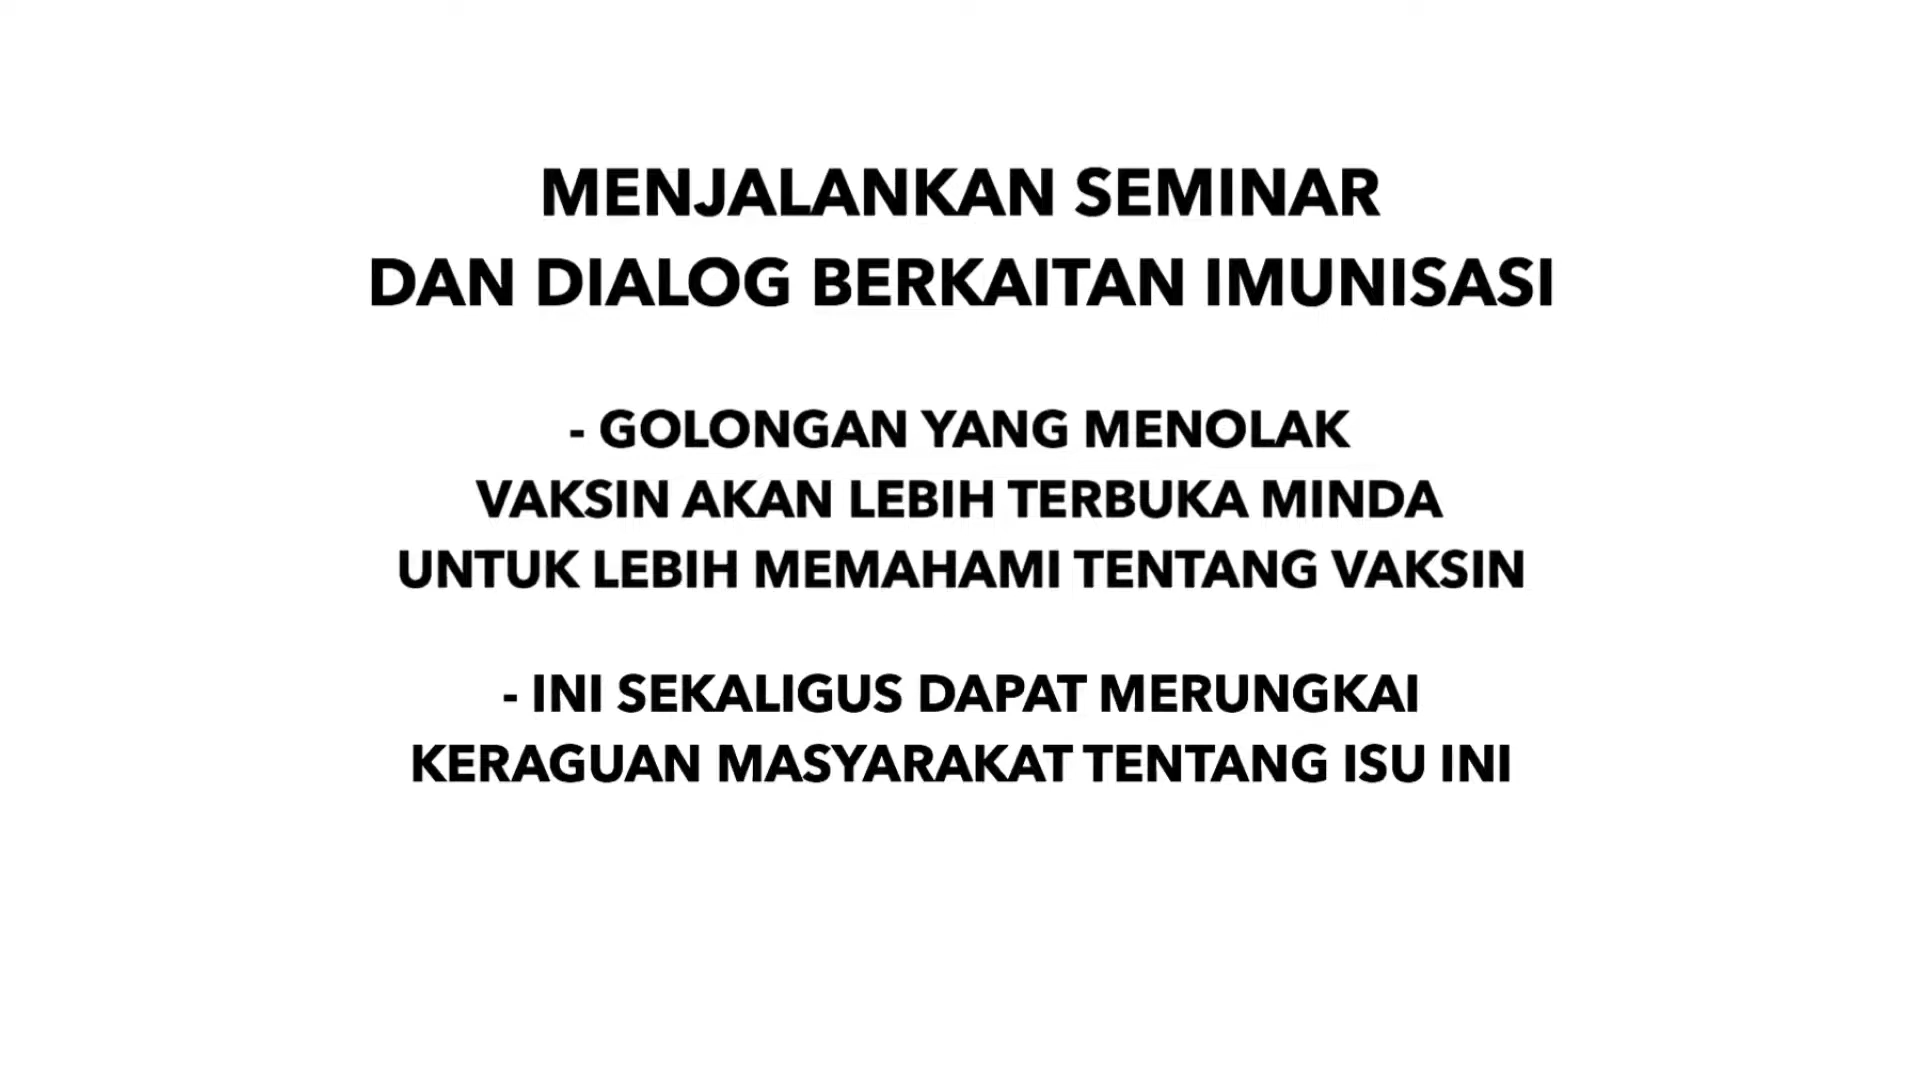 MENJALANKAN SEMINAR
DAN DIALOG BERKAITAN IMUNISASI
- GOLONGAN YANG MENOLAK
VAKSIN AKAN LEBIH TERBUKA MINDA
UNTUK LEBIH MEMAHAMI TENTANG VAKSIN
- INI SEKALIGUS DAPAT MERUNGKAI
KERAGUAN MASYARAKAT TENTANG ISU INI